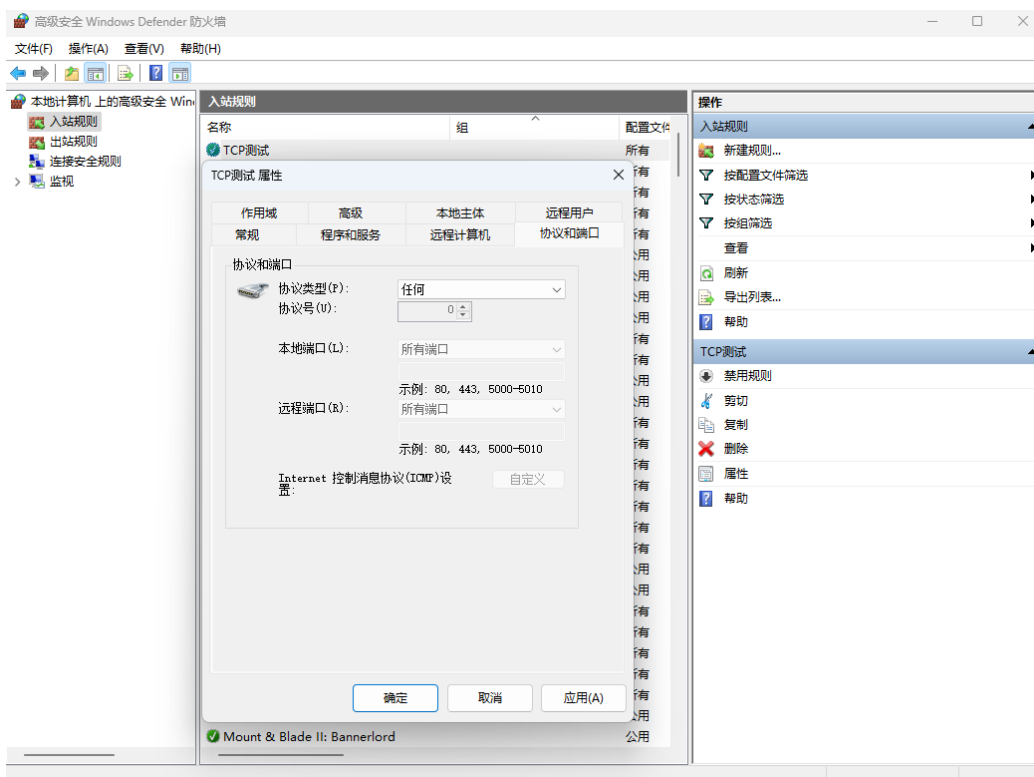 高级安全 Windows Defender 防火墙
文件(F) 操作(A) 查看(V) 帮助(H)
本地计算机 上的高级安全 Win
入站规则
出站规则
连接安全规则
监视
入站规则
名称 组 配置文件
TCP测试 所有
TCP测试 属性
作用域 高级 本地主体 远程用户
常规 程序和服务 远程计算机 协议和端口
协议和端口
协议类型(P): 任何
协议号(U): 0
本地端口(L): 所有端口
示例: 80, 443, 5000-5010
远程端口(R): 所有端口
示例: 80, 443, 5000-5010
Internet 控制消息协议(ICMP)设
置: 自定义
确定 取消 应用(A)
Mount & Blade II: Bannerlord 公用
操作
入站规则
新建规则...
按配置文件筛选
按状态筛选
按组筛选
查看
刷新
导出列表...
帮助
TCP测试
禁用规则
剪切
复制
删除
属性
帮助